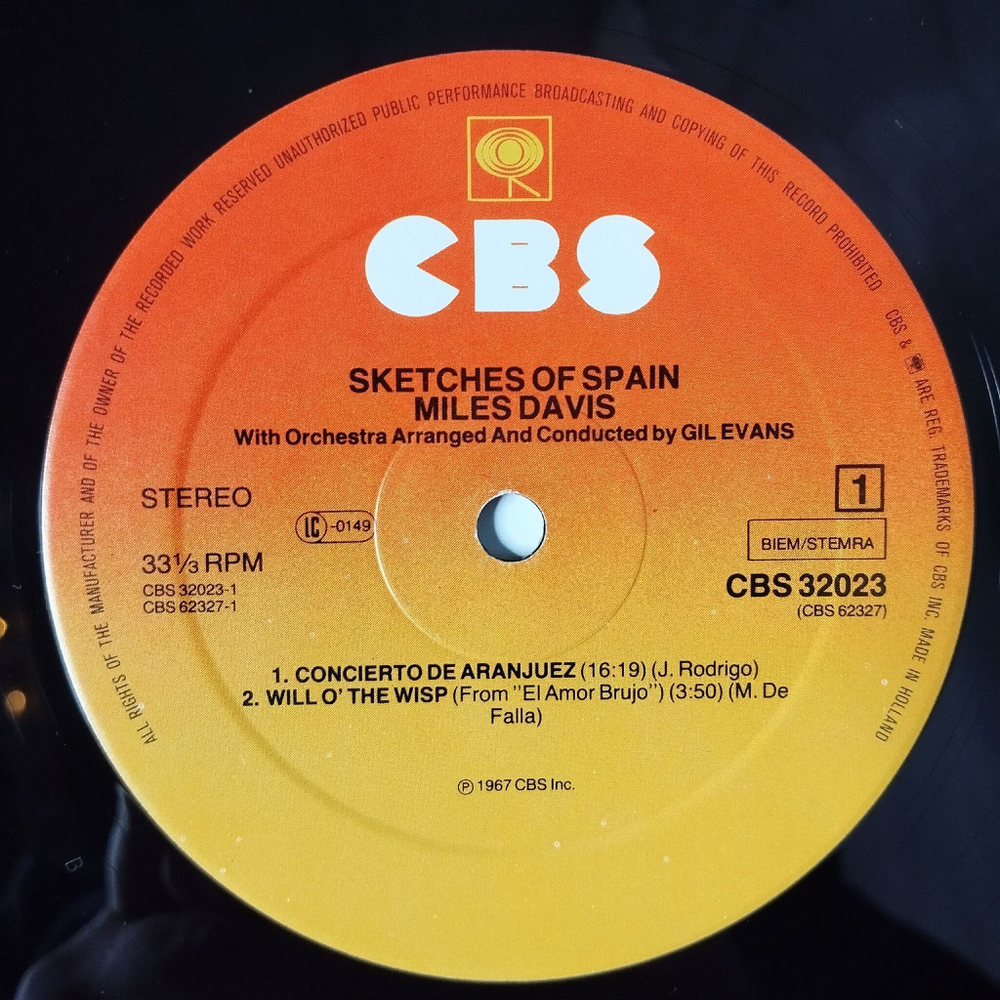 ALL RIGHTS OF THE MANUFACTURER AND OF THE OWNER OF THE RECORDED WORK RESERVED UNAUTHORIZED PUBLIC PERFORMANCE BROADCASTING AND COPYING OF THIS RECORD PROHIBITED CBS & ARE REG. TRADEMARKS OF CBS INC. MADE IN HOLLAND
CBS
SKETCHES OF SPAIN
MILES DAVIS
With Orchestra Arranged And Conducted by GIL EVANS
STEREO
1
LC -0149
BIEM/STEMRA
33⅓ RPM
CBS 32023
CBS 32023-1
(CBS 62327)
CBS 62327-1
1. CONCIERTO DE ARANJUEZ (16:19) (J. Rodrigo)
2. WILL O' THE WISP (From "El Amor Brujo") (3:50) (M. De
Falla)
Ⓟ 1967 CBS Inc.
B